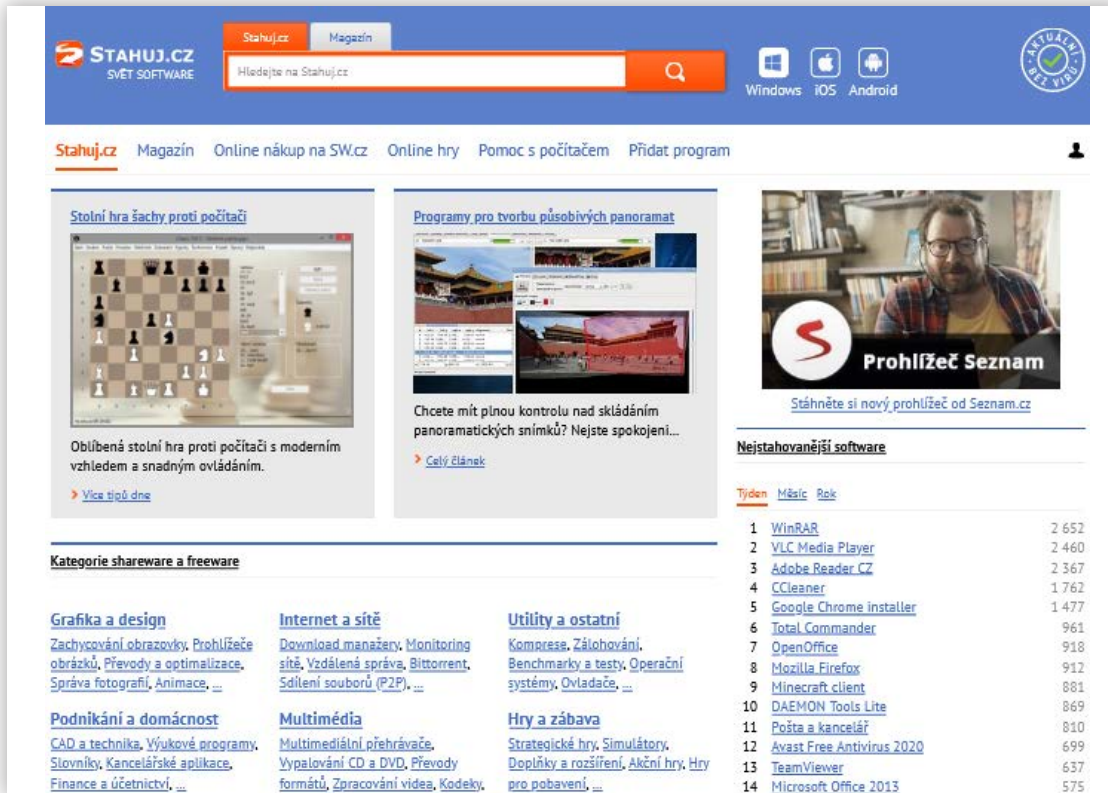 STAHUJ.CZ
SVĚT SOFTWARE
Stahuj.cz
Magazín
Hledejte na Stahuj.cz
Windows
iOS
Android
AKTUÁLNÍ
BEZ VIRŮ
Stahuj.cz
Magazín
Online nákup na SW.cz
Online hry
Pomoc s počítačem
Přidat program
Stolní hra šachy proti počítači
Oblíbená stolní hra proti počítači s moderním
vzhledem a snadným ovládáním.
Více tipů dne
Programy pro tvorbu působivých panoramat
Chcete mít plnou kontrolu nad skládáním
panoramatických snímků? Nejste spokojeni...
Celý článek
Prohlížeč Seznam
Stáhněte si nový prohlížeč od Seznam.cz
Kategorie shareware a freeware
Grafika a design
Zachycování obrazovky, Prohlížeče
obrázků, Převody a optimalizace,
Správa fotografií, Animace, ...
Internet a sítě
Download manažery, Monitoring
sítě, Vzdálená správa, Bittorrent,
Sdílení souborů (P2P), ...
Utility a ostatní
Komprese, Zálohování,
Benchmarky a testy, Operační
systémy, Ovladače, ...
Podnikání a domácnost
CAD a technika, Výukové programy,
Slovníky, Kancelářské aplikace,
Finance a účetnictví, ...
Multimédia
Multimediální přehrávače,
Vypalování CD a DVD, Převody
formátů, Zpracování videa, Kodeky,
Hry a zábava
Strategické hry, Simulátory,
Doplňky a rozšíření, Akční hry, Hry
pro pobavení, ...
Nejstahovanější software
Týden Měsíc Rok
1 WinRAR 2 652
2 VLC Media Player 2 460
3 Adobe Reader CZ 2 367
4 CCleaner 1 762
5 Google Chrome installer 1 477
6 Total Commander 961
7 OpenOffice 918
8 Mozilla Firefox 912
9 Minecraft client 881
10 DAEMON Tools Lite 869
11 Pošta a kancelář 810
12 Avast Free Antivirus 2020 699
13 TeamViewer 637
14 Microsoft Office 2013 575